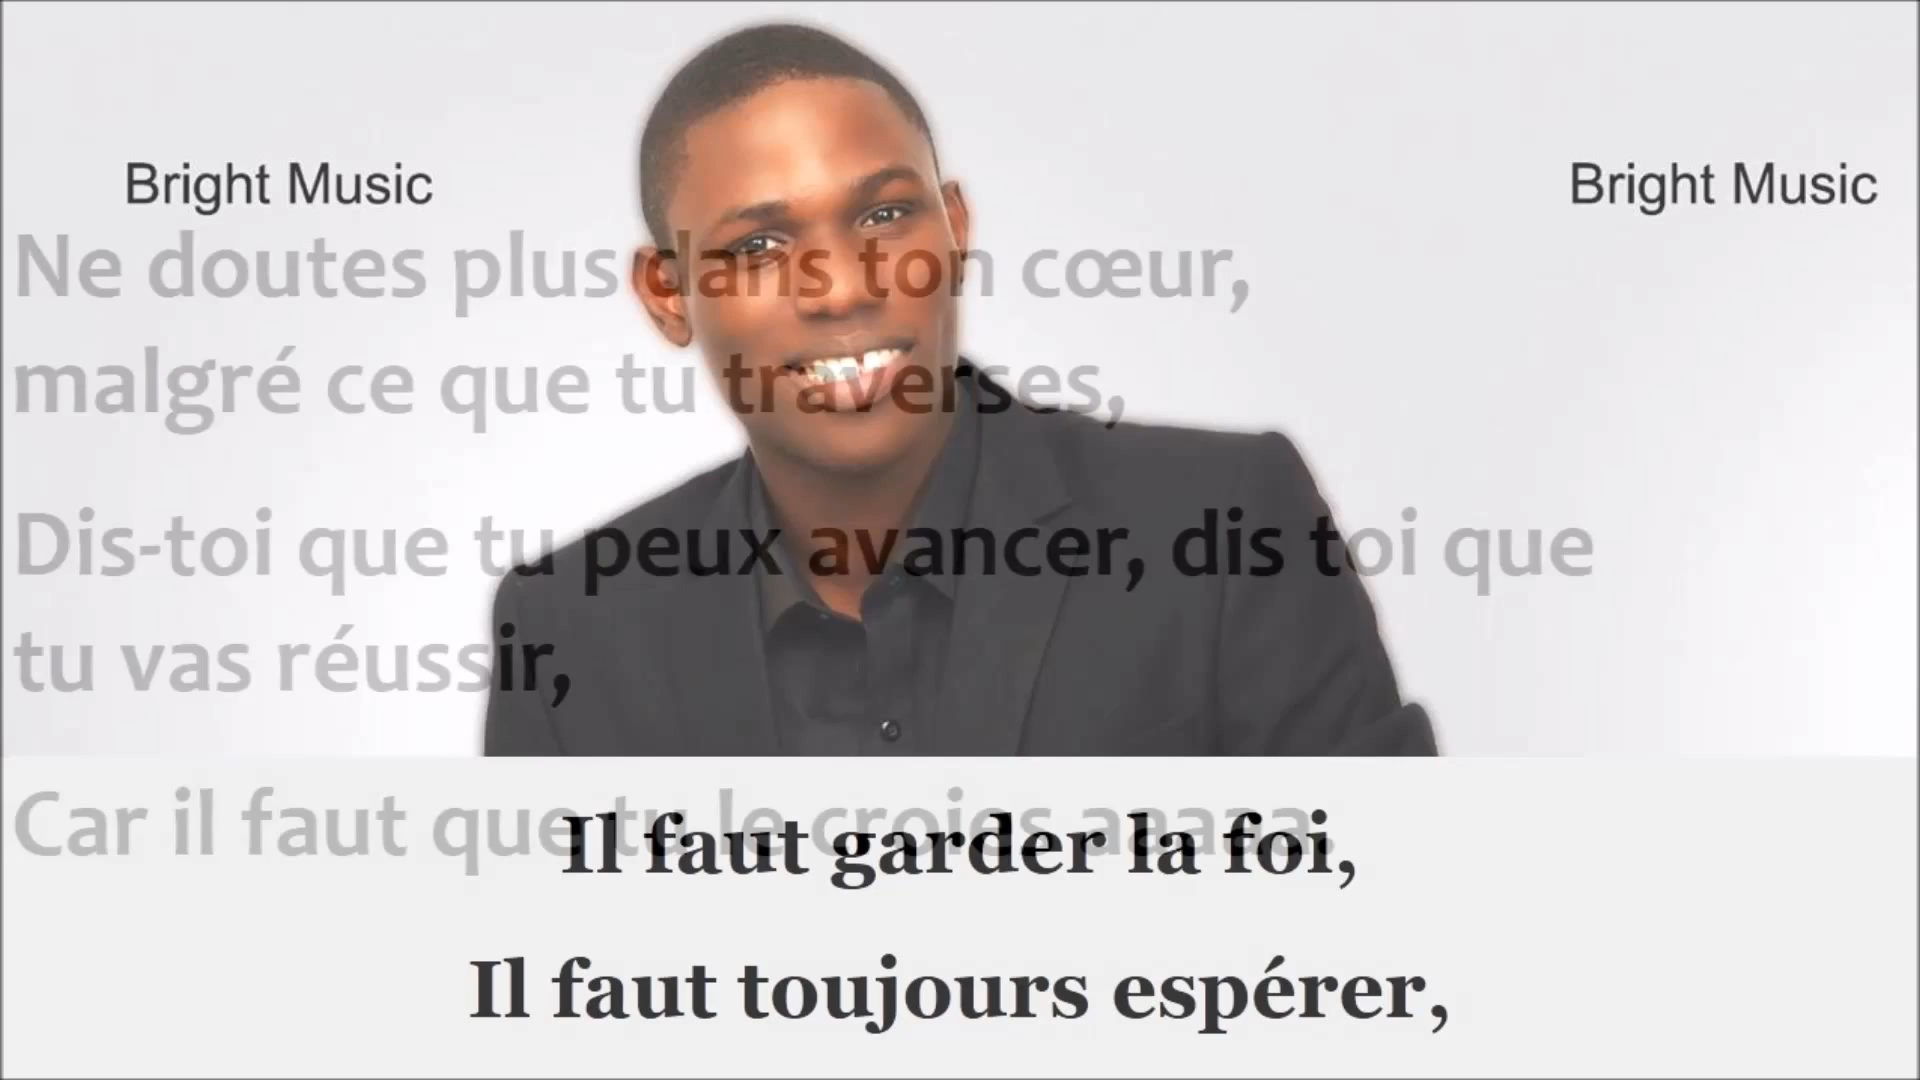 Bright Music
Bright Music
Ne doutes plus dans ton cœur,
malgré ce que tu traverses,
Dis-toi que tu peux avancer, dis toi que
tu vas réussir,
Car il faut que tu le croies aaaaa.
Il faut garder la foi,
Il faut toujours espérer,